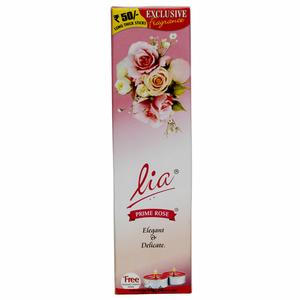 ₹ 50/-
LONG THICK STICKS
EXCLUSIVE
fragrance
lia®
PRIME ROSE
Elegant
&
Delicate.
Free